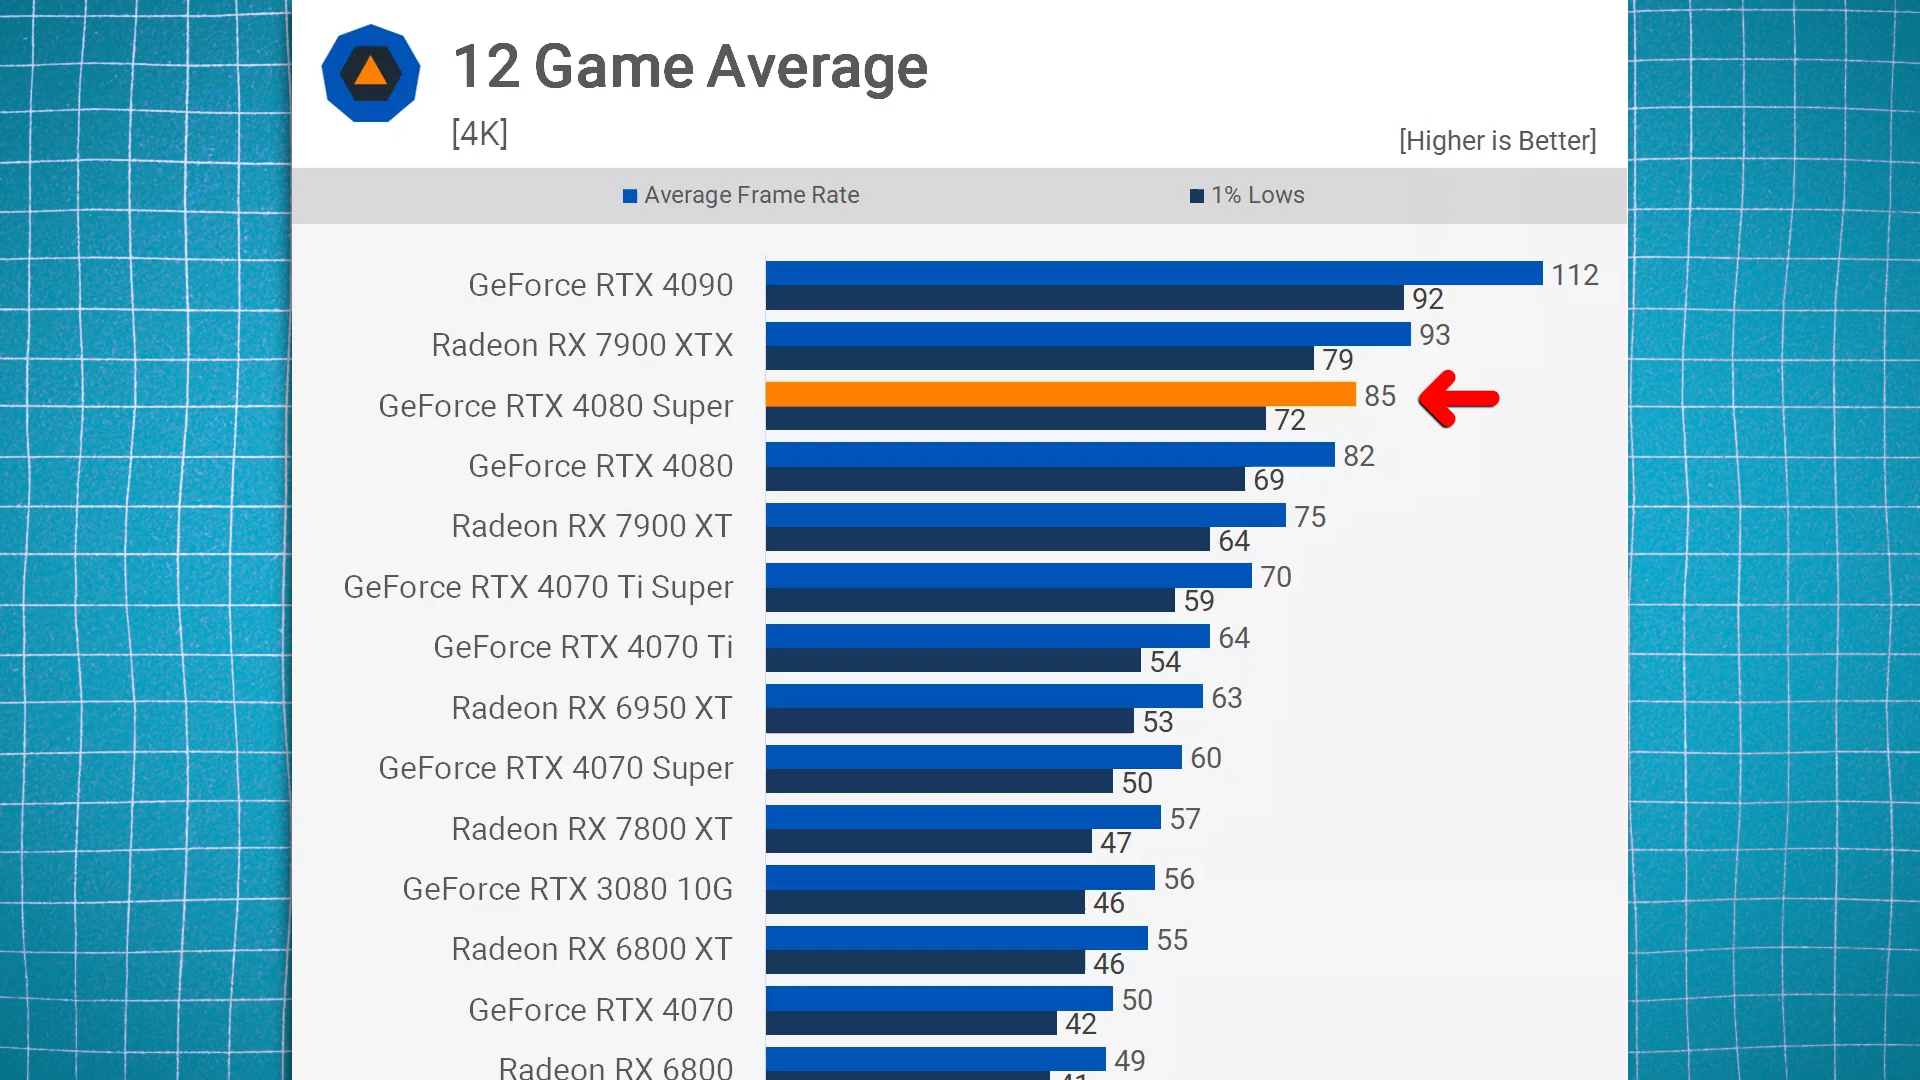 12 Game Average
[4K]
[Higher is Better]
Average Frame Rate 1% Lows
GeForce RTX 4090 112
92
Radeon RX 7900 XTX 93
79
GeForce RTX 4080 Super 85
72
GeForce RTX 4080 82
69
Radeon RX 7900 XT 75
64
GeForce RTX 4070 Ti Super 70
59
GeForce RTX 4070 Ti 64
54
Radeon RX 6950 XT 63
53
GeForce RTX 4070 Super 60
50
Radeon RX 7800 XT 57
47
GeForce RTX 3080 10G 56
46
Radeon RX 6800 XT 55
46
GeForce RTX 4070 50
42
Radeon RX 6800 49